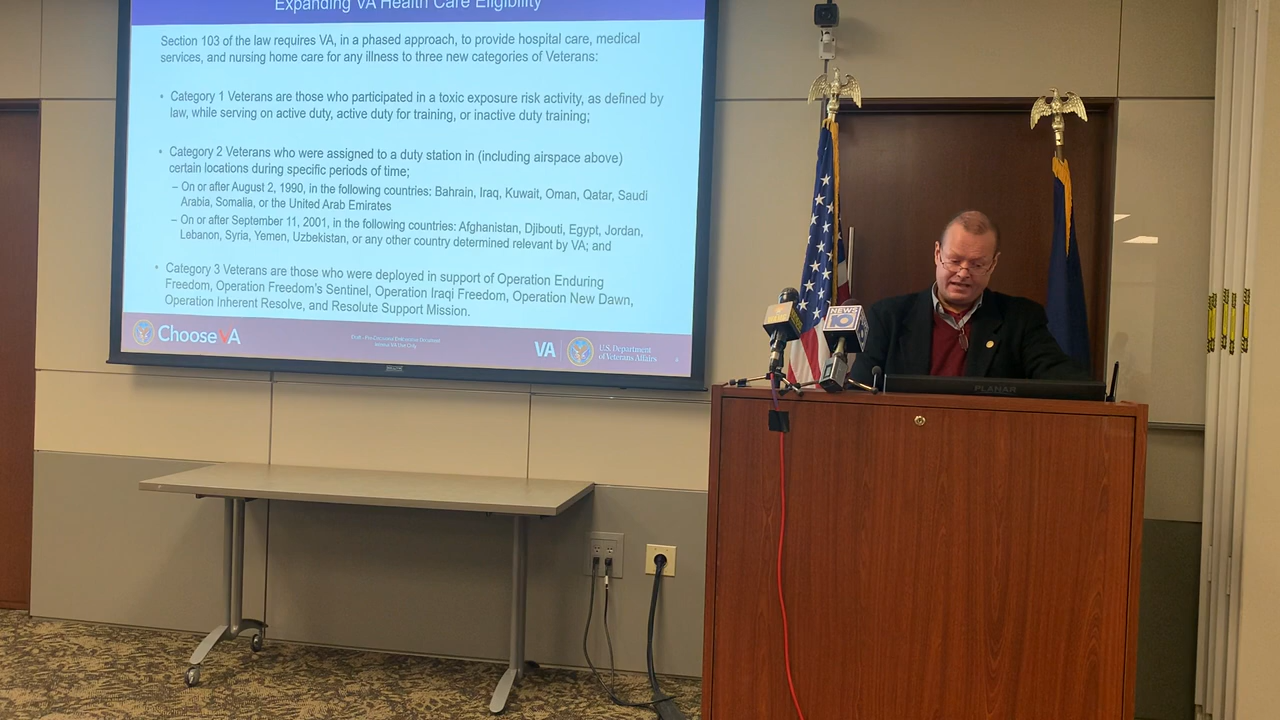 Expanding VA Health Care Eligibility
Section 103 of the law requires VA, in a phased approach, to provide hospital care, medical
services, and nursing home care for any illness to three new categories of Veterans:
• Category 1 Veterans are those who participated in a toxic exposure risk activity, as defined by
law, while serving on active duty, active duty for training, or inactive duty training;
• Category 2 Veterans who were assigned to a duty station in (including airspace above)
certain locations during specific periods of time;
– On or after August 2, 1990, in the following countries: Bahrain, Iraq, Kuwait, Oman, Qatar, Saudi
Arabia, Somalia, or the United Arab Emirates
– On or after September 11, 2001, in the following countries: Afghanistan, Djibouti, Egypt, Jordan,
Lebanon, Syria, Yemen, Uzbekistan, or any other country determined relevant by VA; and
• Category 3 Veterans are those who were deployed in support of Operation Enduring
Freedom, Operation Freedom's Sentinel, Operation Iraqi Freedom, Operation New Dawn,
Operation Inherent Resolve, and Resolute Support Mission.
ChooseVA
VA
U.S. Department
of Veterans Affairs
NEWS
10
PLANAR